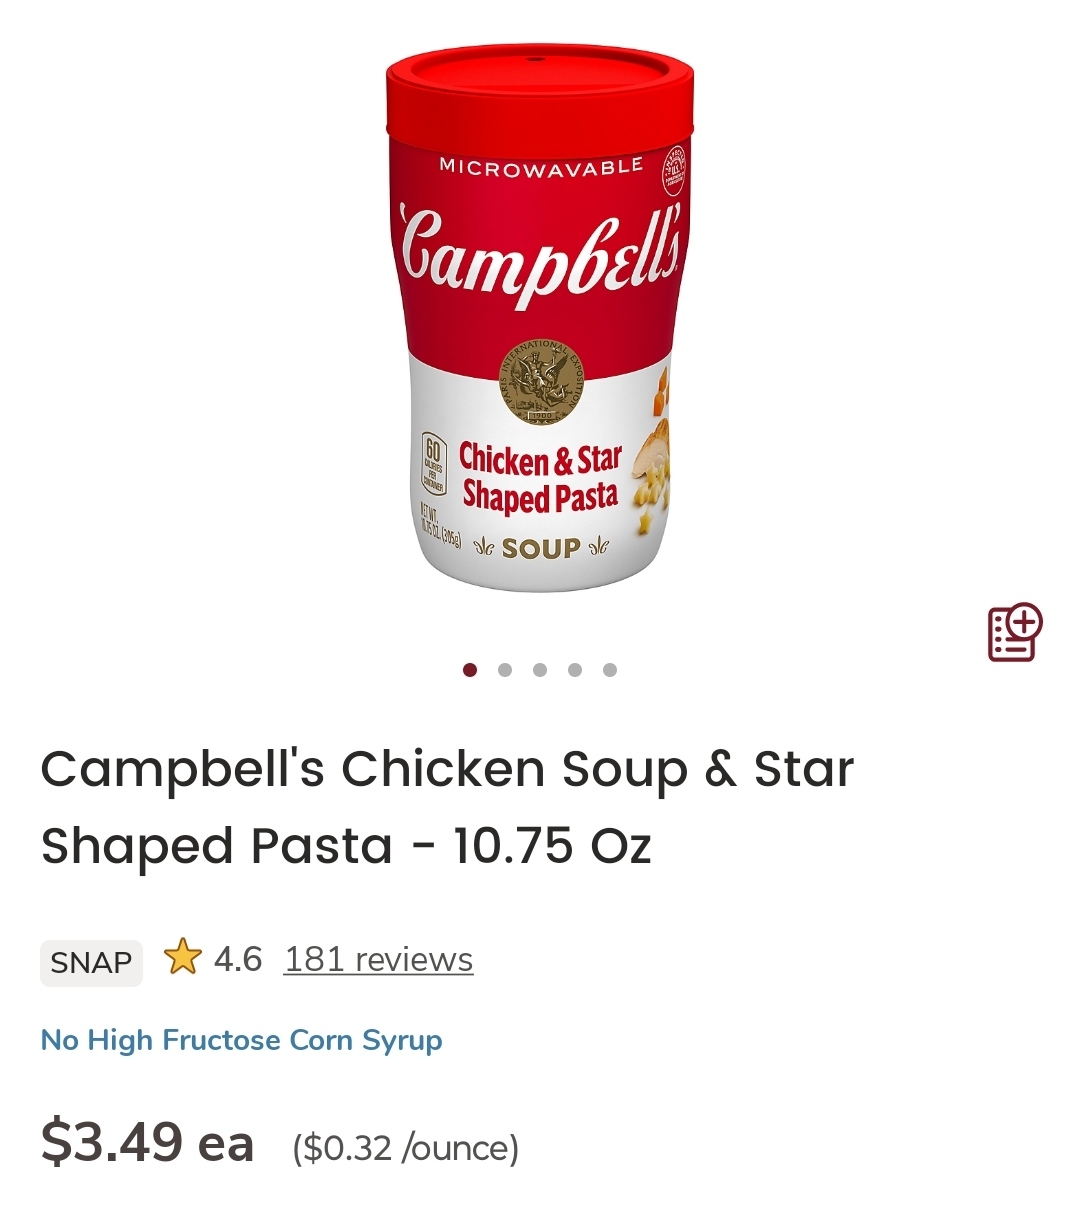 MICROWAVABLE
Campbell's
PARIS INTERNATIONAL EXPOSITION
1900
60
CALORIES
PER
CONTAINER
Chicken & Star
Shaped Pasta
NET WT.
10.75 OZ. (305g)
SOUP
Campbell's Chicken Soup & Star
Shaped Pasta - 10.75 Oz
SNAP 4.6 181 reviews
No High Fructose Corn Syrup
$3.49 ea ($0.32 /ounce)